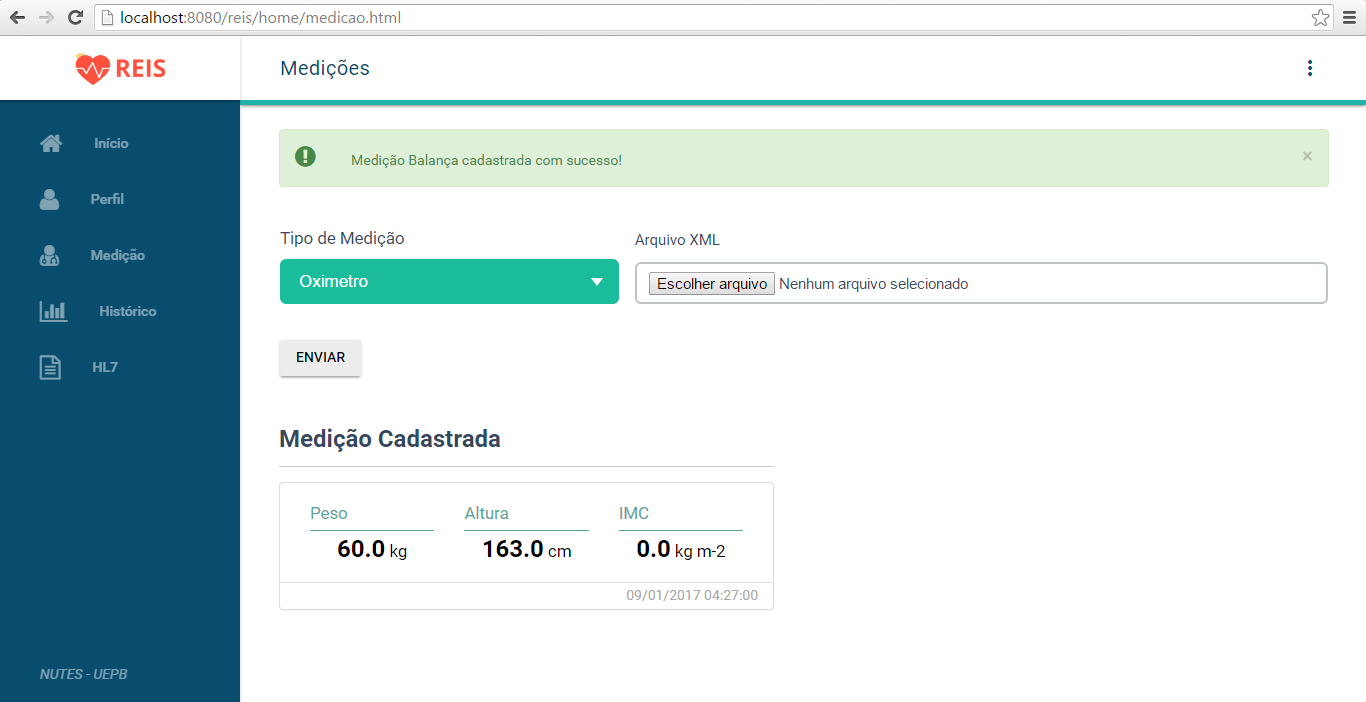 localhost:8080/reis/home/medicao.html
REIS
Medições
Início
Perfil
Medição
Histórico
HL7
NUTES - UEPB
Medição Balança cadastrada com sucesso!
×
Tipo de Medição
Oximetro
Arquivo XML
Escolher arquivo Nenhum arquivo selecionado
ENVIAR
Medição Cadastrada
Peso Altura IMC
60.0 kg 163.0 cm 0.0 kg m-2
09/01/2017 04:27:00